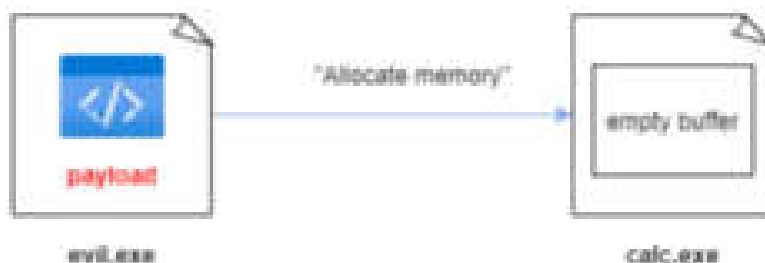 </>
"Allocate memory"
empty buffer
payload
evil.exe
calc.exe